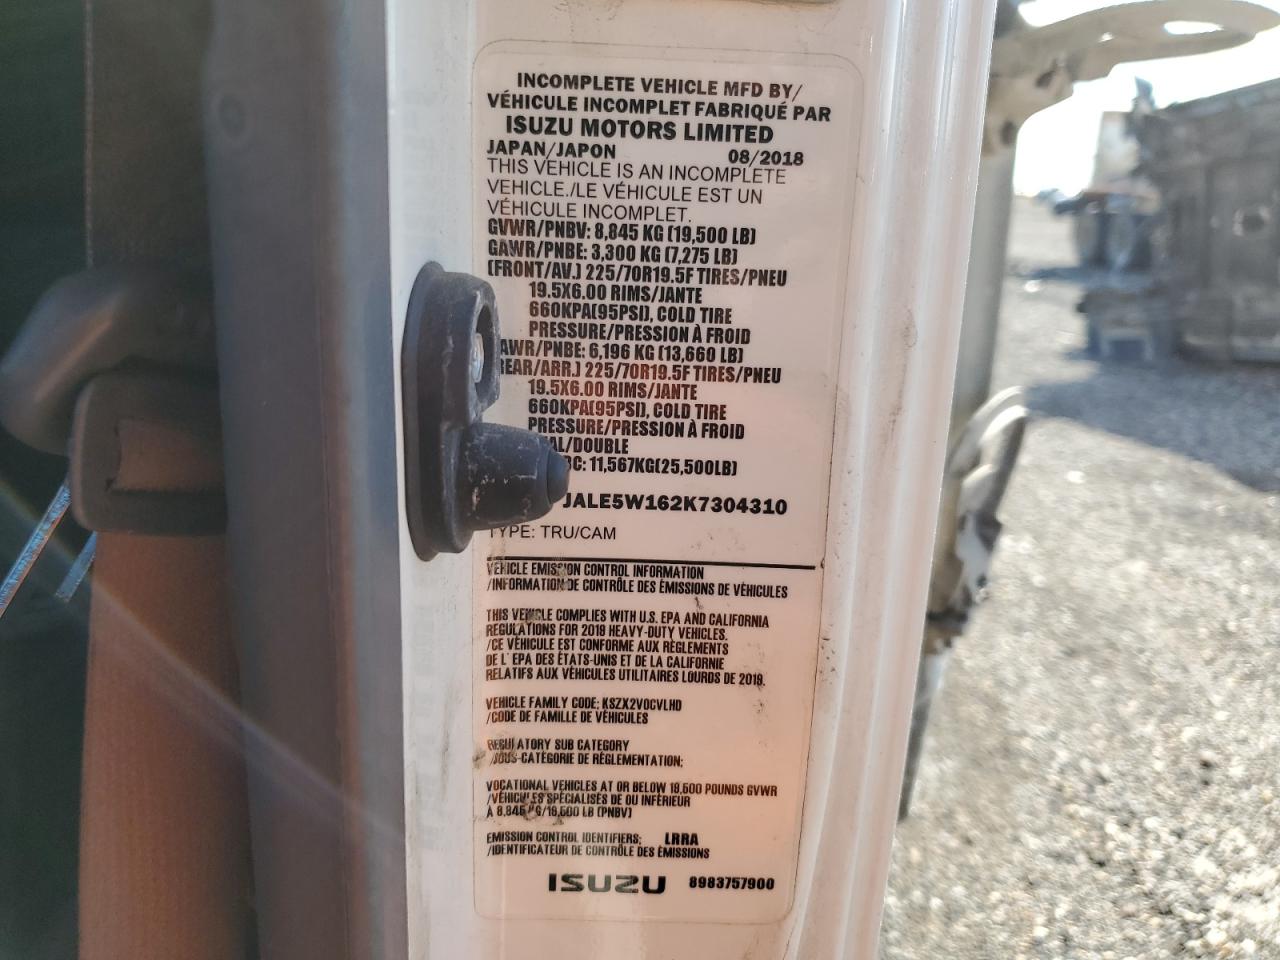 INCOMPLETE VEHICLE MFD BY/
VÉHICULE INCOMPLET FABRIQUÉ PAR
ISUZU MOTORS LIMITED
JAPAN/JAPON 08/2018
THIS VEHICLE IS AN INCOMPLETE
VEHICLE./LE VÉHICULE EST UN
VÉHICULE INCOMPLET.
GVWR/PNBV: 8,845 KG (19,500 LB)
GAWR/PNBE: 3,300 KG (7,275 LB)
(FRONT/AV.) 225/70R19.5F TIRES/PNEU
19.5X6.00 RIMS/JANTE
660KPA(95PSI), COLD TIRE
PRESSURE/PRESSION À FROID
AWR/PNBE: 6,196 KG (13,660 LB)
REAR/ARR.) 225/70R19.5F TIRES/PNEU
19.5X6.00 RIMS/JANTE
660KPA(95PSI), COLD TIRE
PRESSURE/PRESSION À FROID
AL/DOUBLE
BC: 11,567KG(25,500LB)
JALE5W162K7304310
TYPE: TRU/CAM
VEHICLE EMISSION CONTROL INFORMATION
/INFORMATION DE CONTRÔLE DES ÉMISSIONS DE VÉHICULES
THIS VEHICLE COMPLIES WITH U.S. EPA AND CALIFORNIA
REGULATIONS FOR 2019 HEAVY-DUTY VEHICLES.
/CE VÉHICULE EST CONFORME AUX RÈGLEMENTS
DE L' EPA DES ÉTATS-UNIS ET DE LA CALIFORNIE
RELATIFS AUX VÉHICULES UTILITAIRES LOURDS DE 2019.
VEHICLE FAMILY CODE: KSZX2VOCVLHD
/CODE DE FAMILLE DE VÉHICULES
REGULATORY SUB CATEGORY
/SOUS-CATÉGORIE DE RÉGLEMENTATION:
VOCATIONAL VEHICLES AT OR BELOW 19,500 POUNDS GVWR
/VÉHICULES SPÉCIALISÉS DE OU INFÉRIEUR
À 8,845 KG/19,500 LB (PNBV)
EMISSION CONTROL IDENTIFIERS: LRRA
/IDENTIFICATEUR DE CONTRÔLE DES ÉMISSIONS
ISUZU 8983757900